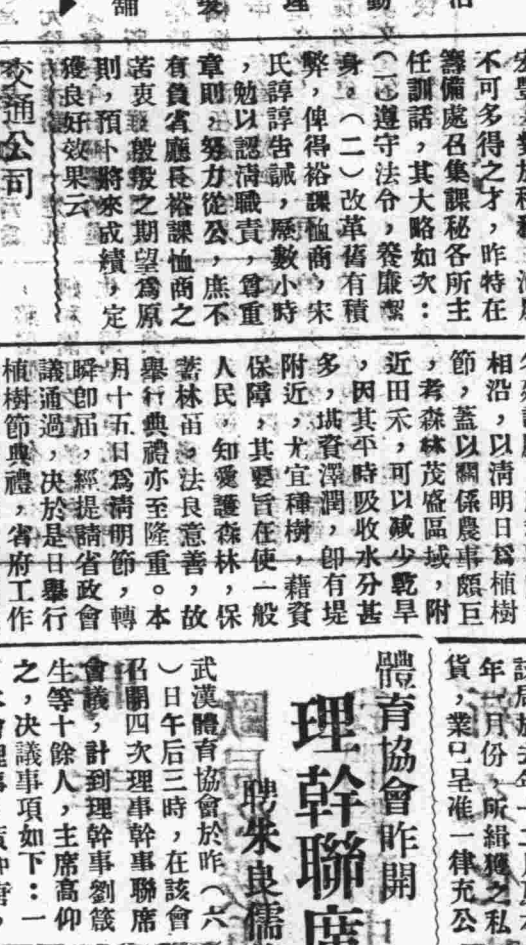 不可多得之才，昨特在
籌備處召集課秘各所主
任訓話，其大略如次：
遵守法令，養廉潔
身，（二）改革舊有積
弊，俾得裕課恤商，宋
氏諄諄告誡，歷數小時
，勉以認清職責，尊重
章則，努力從公，庶不
有負省廳長裕課恤商之
苦衷，殷殷之期望爲原
則，預卜將來成績，定
獲良好效果云
交通公司
相沿，以淸明日爲植樹
節，蓋以關係農事頗巨
，考森林茂盛區域，附
近田禾，可以減少乾旱
，因其平時吸收水分甚
多，堪資澤潤，卽有堤
附近，尤宜種樹，藉資
保障，其要旨在使一般
人民，知愛護森林，保
蓄林苗，法良意善，故
舉行典禮亦至隆重。本
月十五日爲淸明節，轉
瞬卽屆，經提請省政會
議通過，决於是日舉行
植樹節典禮，省府工作
年一月份，所緝獲之私
貨，業已呈准一律充公
體育協會昨開
理幹聯席
聘朱良儒
武漢體育協會於昨（六
）日午后三時，在該會
召開四次理事幹事聯席
會議，計到理幹事劉箴
生等十餘人，主席高仰
之，决議事項如下：一